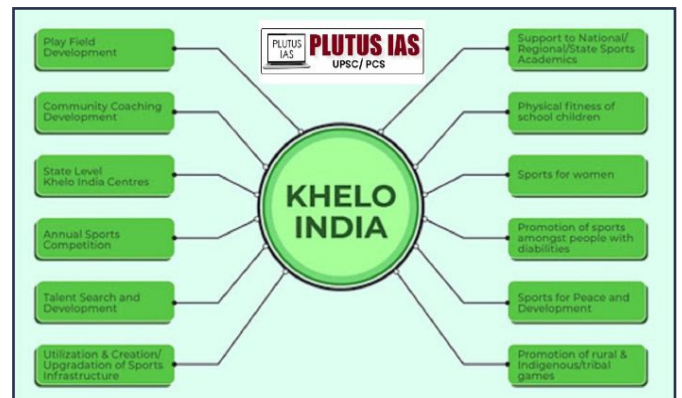 PLUTUS
IAS
PLUTUS IAS
UPSC/ PCS
Play Field
Development
Community Coaching
Development
State Level
Khelo India Centres
Annual Sports
Competition
Talent Search and
Development
Utilization & Creation/
Upgradation of Sports
Infrastructure
KHELO
INDIA
Support to National/
Regional/State Sports
Academics
Physical fitness of
school children
Sports for women
Promotion of sports
amongst people with
diabilities
Sports for Peace and
Development
Promotion of rural &
Indigenous/tribal
games